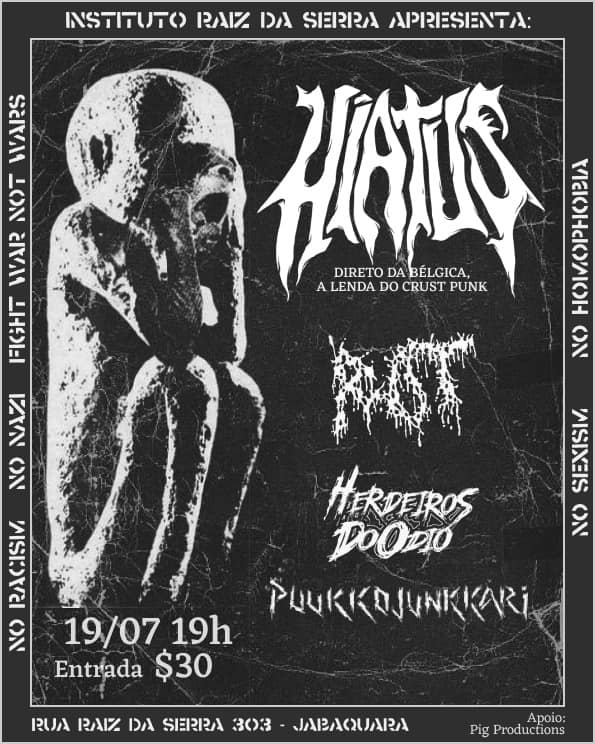 INSTITUTO RAIZ DA SERRA APRESENTA:
HIATUS
DIRETO DA BÉLGICA,
A LENDA DO CRUST PUNK
HERDEIROS
DO ODIO
PUUKKOJUNKKARI
19/07 19h
Entrada $30
RUA RAIZ DA SERRA 303 - JABAQUARA
Apoio:
Pig Productions
NO RACISM NO NAZI FIGHT WAR NOT WARS
NO HOMOPHOBIA
NO SEXISM